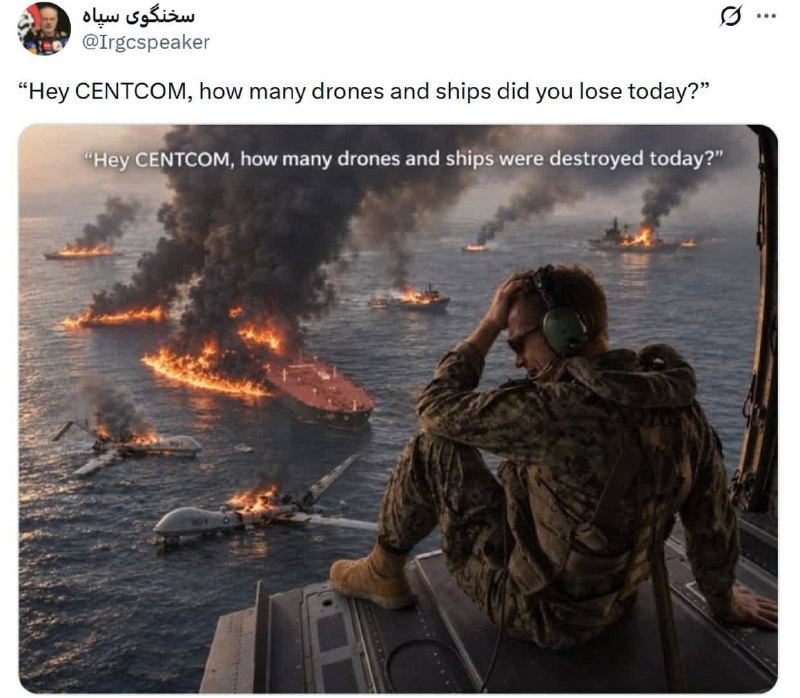 سخنگوی سپاه
@Irgcspeaker
“Hey CENTCOM, how many drones and ships did you lose today?”
“Hey CENTCOM, how many drones and ships were destroyed today?”